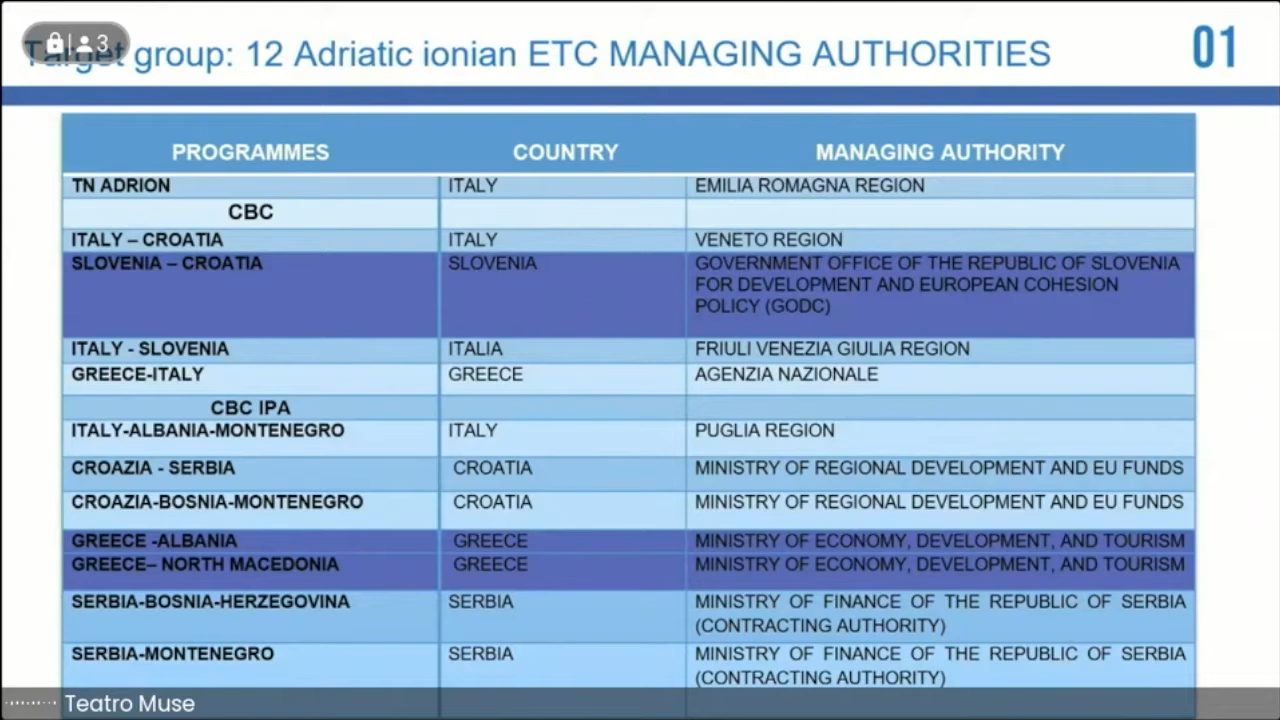 3
Target group: 12 Adriatic ionian ETC MANAGING AUTHORITIES
01
PROGRAMMES COUNTRY MANAGING AUTHORITY
TN ADRION ITALY EMILIA ROMAGNA REGION
CBC
ITALY – CROATIA ITALY VENETO REGION
SLOVENIA – CROATIA SLOVENIA GOVERNMENT OFFICE OF THE REPUBLIC OF SLOVENIA
FOR DEVELOPMENT AND EUROPEAN COHESION
POLICY (GODC)
ITALY - SLOVENIA ITALIA FRIULI VENEZIA GIULIA REGION
GREECE-ITALY GREECE AGENZIA NAZIONALE
CBC IPA
ITALY-ALBANIA-MONTENEGRO ITALY PUGLIA REGION
CROAZIA - SERBIA CROATIA MINISTRY OF REGIONAL DEVELOPMENT AND EU FUNDS
CROAZIA-BOSNIA-MONTENEGRO CROATIA MINISTRY OF REGIONAL DEVELOPMENT AND EU FUNDS
GREECE -ALBANIA GREECE MINISTRY OF ECONOMY, DEVELOPMENT, AND TOURISM
GREECE– NORTH MACEDONIA GREECE MINISTRY OF ECONOMY, DEVELOPMENT, AND TOURISM
SERBIA-BOSNIA-HERZEGOVINA SERBIA MINISTRY OF FINANCE OF THE REPUBLIC OF SERBIA
(CONTRACTING AUTHORITY)
SERBIA-MONTENEGRO SERBIA MINISTRY OF FINANCE OF THE REPUBLIC OF SERBIA
(CONTRACTING AUTHORITY)
Teatro Muse